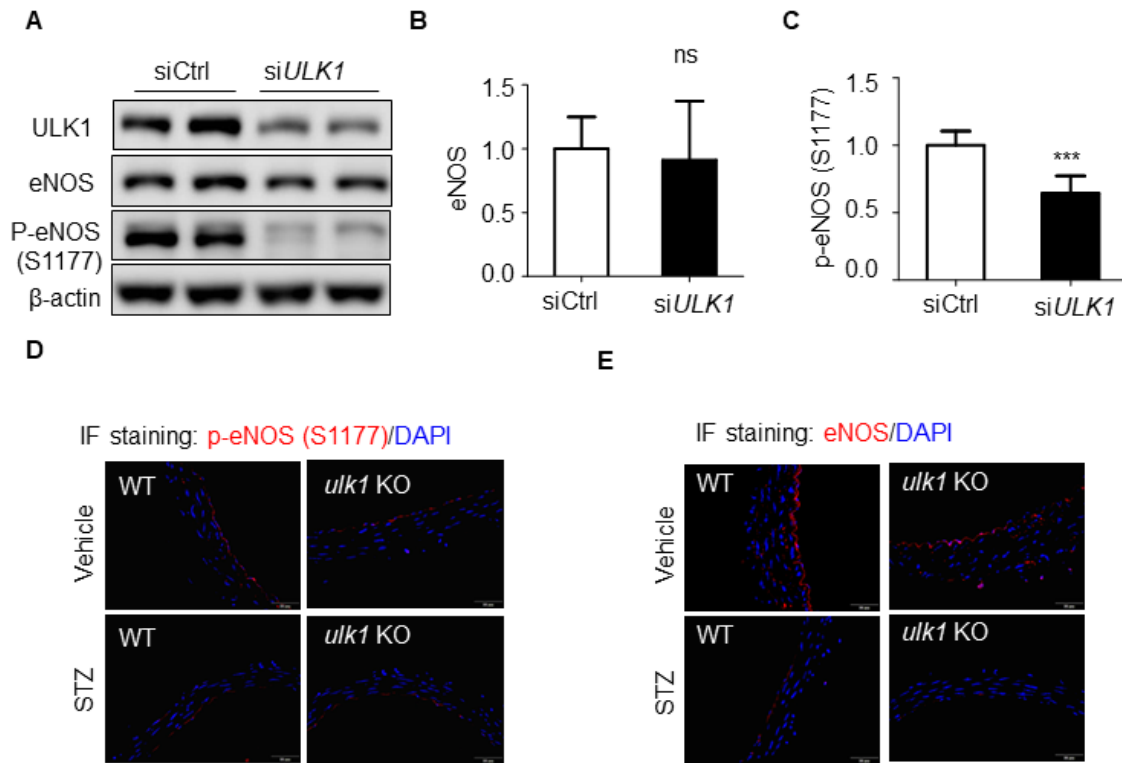 A
siCtrl
siULK1
ULK1
eNOS
P-eNOS
(S1177)
β-actin
B
ns
eNOS
1.5
1.0
0.5
0.0
siCtrl
siULK1
C
***
p-eNOS (S1177)
1.5
1.0
0.5
0.0
siCtrl
siULK1
D
IF staining: p-eNOS (S1177)/DAPI
Vehicle
WT
ulk1 KO
STZ
WT
ulk1 KO
E
IF staining: eNOS/DAPI
Vehicle
WT
ulk1 KO
STZ
WT
ulk1 KO